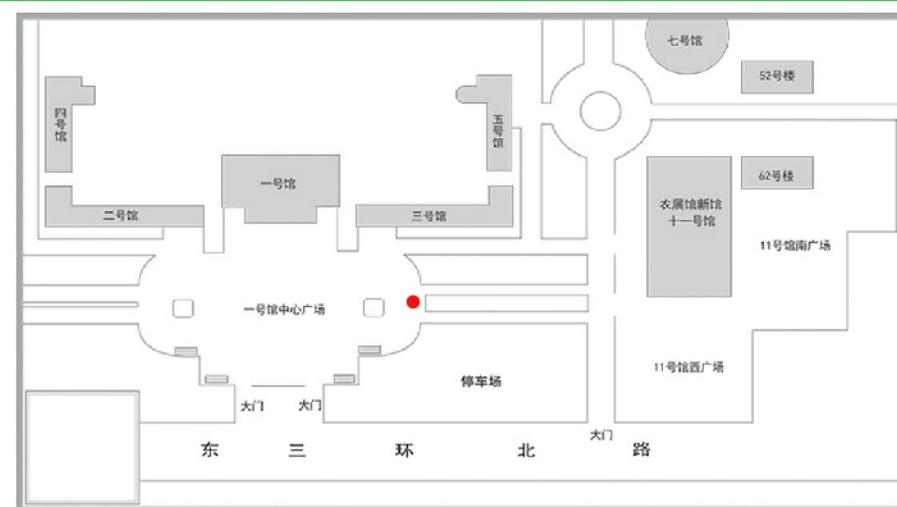 七号馆
52号楼
四号馆
五号馆
一号馆
62号楼
二号馆
三号馆
农展馆新馆
十一号馆
11号馆南广场
一号馆中心广场
11号馆西广场
停车场
大门
大门
大门
东三环北路